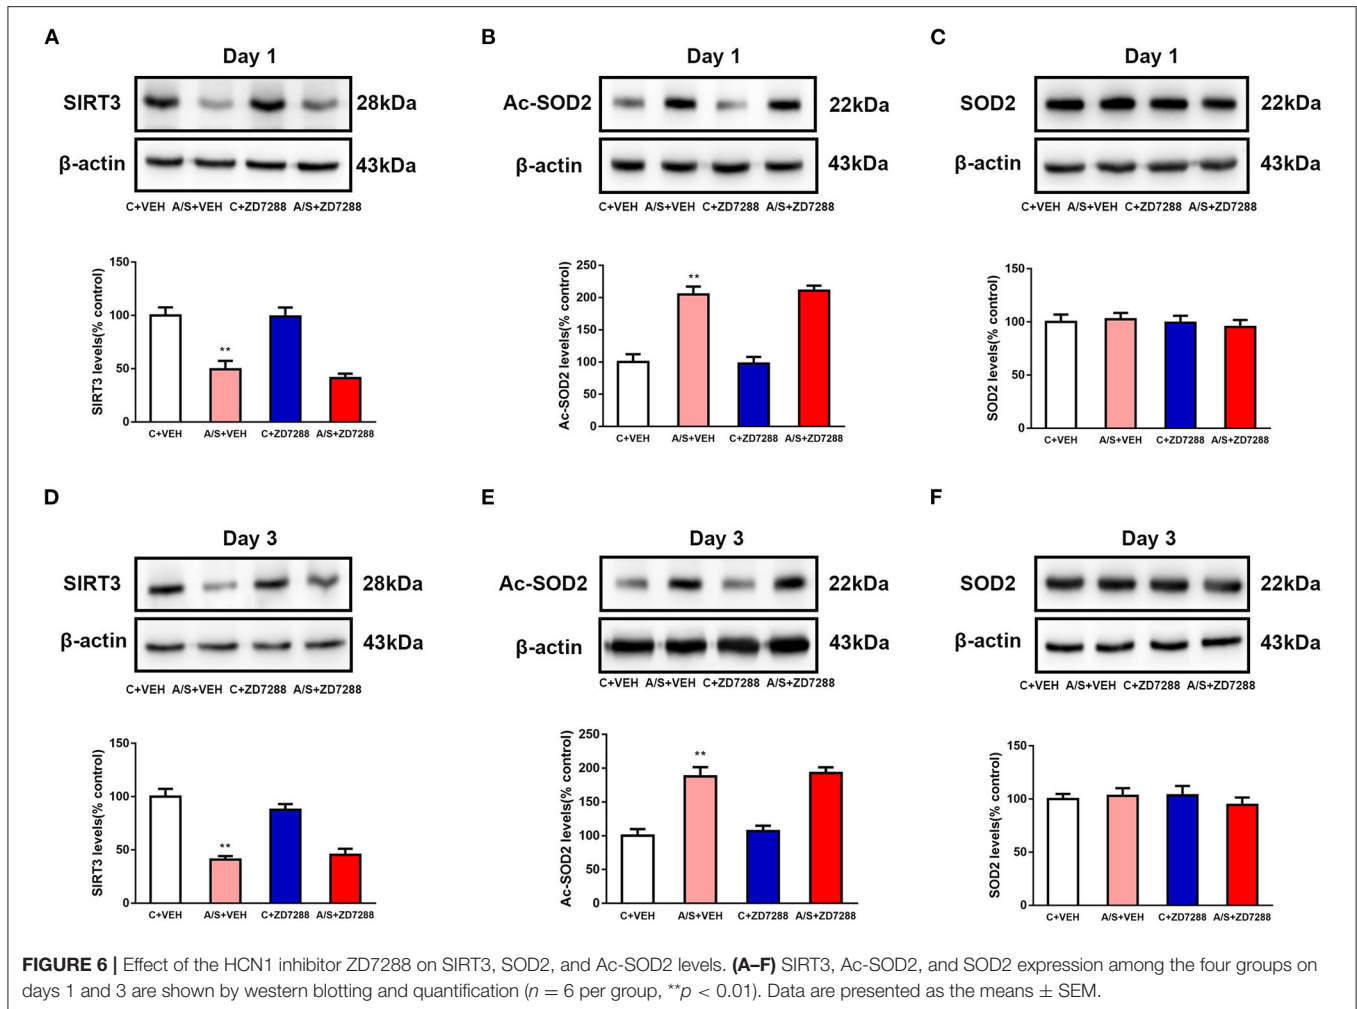 A
B
C
Day 1
Day 1
Day 1
SIRT3
28kDa
Ac-SOD2
22kDa
SOD2
22kDa
β-actin
43kDa
β-actin
43kDa
β-actin
43kDa
C+VEH A/S+VEH C+ZD7288 A/S+ZD7288
C+VEH A/S+VEH C+ZD7288 A/S+ZD7288
C+VEH A/S+VEH C+ZD7288 A/S+ZD7288
SIRT3 levels(% control)
150
100
50
0
**
C+VEH A/S+VEH C+ZD7288 A/S+ZD7288
Ac-SOD2 levels(% control)
250
200
150
100
50
0
**
C+VEH A/S+VEH C+ZD7288 A/S+ZD7288
SOD2 levels(% control)
150
100
50
0
C+VEH A/S+VEH C+ZD7288 A/S+ZD7288
D
E
F
Day 3
Day 3
Day 3
SIRT3
28kDa
Ac-SOD2
22kDa
SOD2
22kDa
β-actin
43kDa
β-actin
43kDa
β-actin
43kDa
C+VEH A/S+VEH C+ZD7288 A/S+ZD7288
C+VEH A/S+VEH C+ZD7288 A/S+ZD7288
C+VEH A/S+VEH C+ZD7288 A/S+ZD7288
SIRT3 levels(% control)
150
100
50
0
**
C+VEH A/S+VEH C+ZD7288 A/S+ZD7288
Ac-SOD2 levels(% control)
250
200
150
100
50
0
**
C+VEH A/S+VEH C+ZD7288 A/S+ZD7288
SOD2 levels(% control)
150
100
50
0
C+VEH A/S+VEH C+ZD7288 A/S+ZD7288
FIGURE 6 | Effect of the HCN1 inhibitor ZD7288 on SIRT3, SOD2, and Ac-SOD2 levels. (A–F) SIRT3, Ac-SOD2, and SOD2 expression among the four groups on
days 1 and 3 are shown by western blotting and quantification (n = 6 per group, **p < 0.01). Data are presented as the means ± SEM.